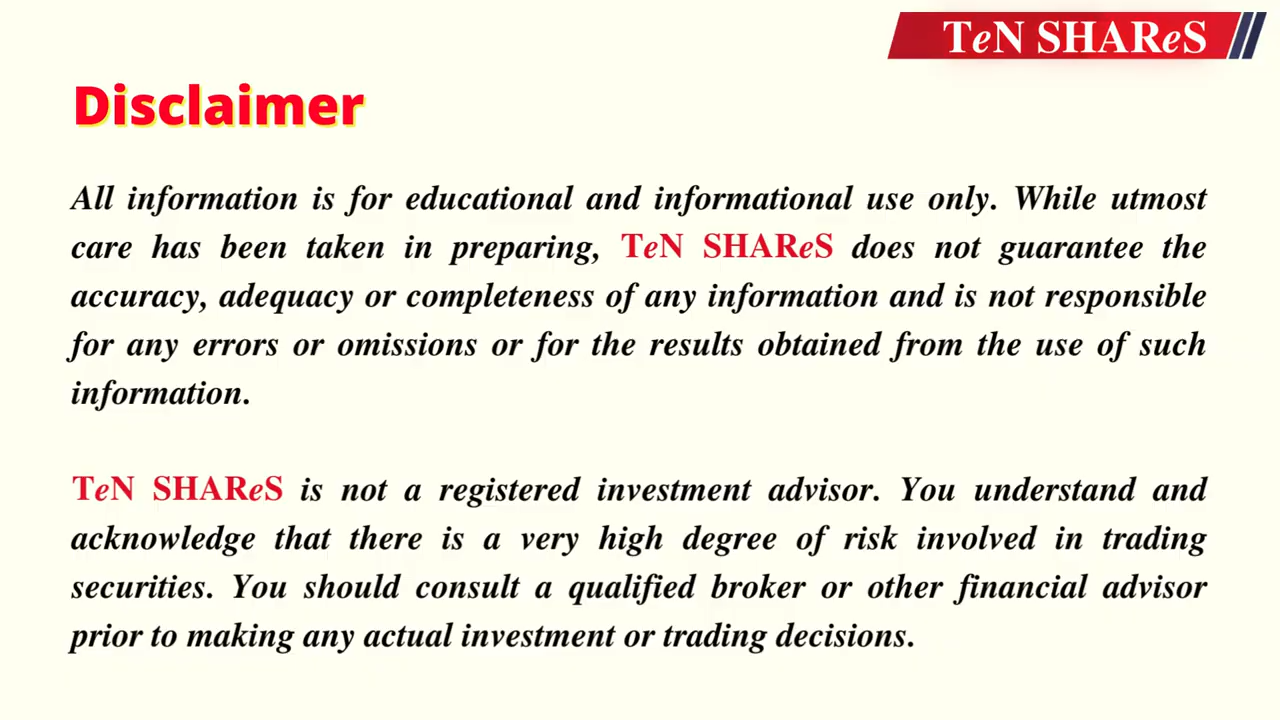 TeN SHAReS
Disclaimer
All information is for educational and informational use only. While utmost
care has been taken in preparing, TeN SHAReS does not guarantee the
accuracy, adequacy or completeness of any information and is not responsible
for any errors or omissions or for the results obtained from the use of such
information.
TeN SHAReS is not a registered investment advisor. You understand and
acknowledge that there is a very high degree of risk involved in trading
securities. You should consult a qualified broker or other financial advisor
prior to making any actual investment or trading decisions.